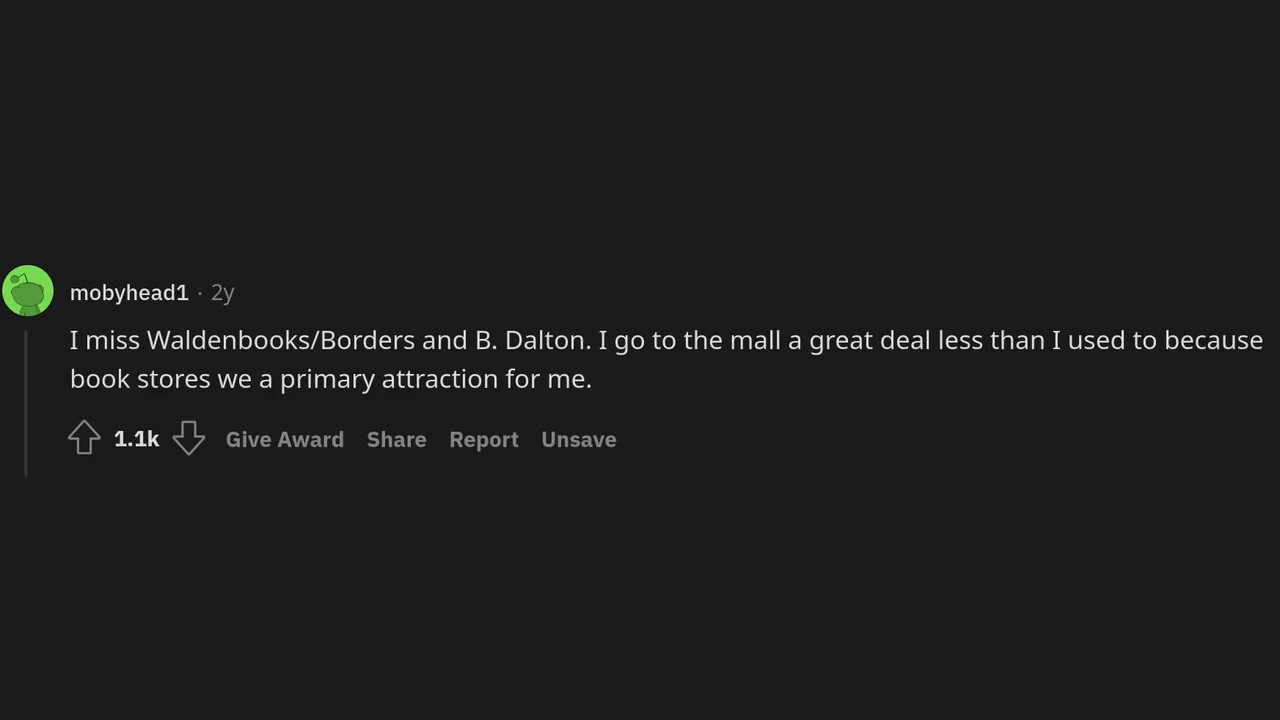 mobyhead1 · 2y
I miss Waldenbooks/Borders and B. Dalton. I go to the mall a great deal less than I used to because
book stores we a primary attraction for me.
1.1k Give Award Share Report Unsave